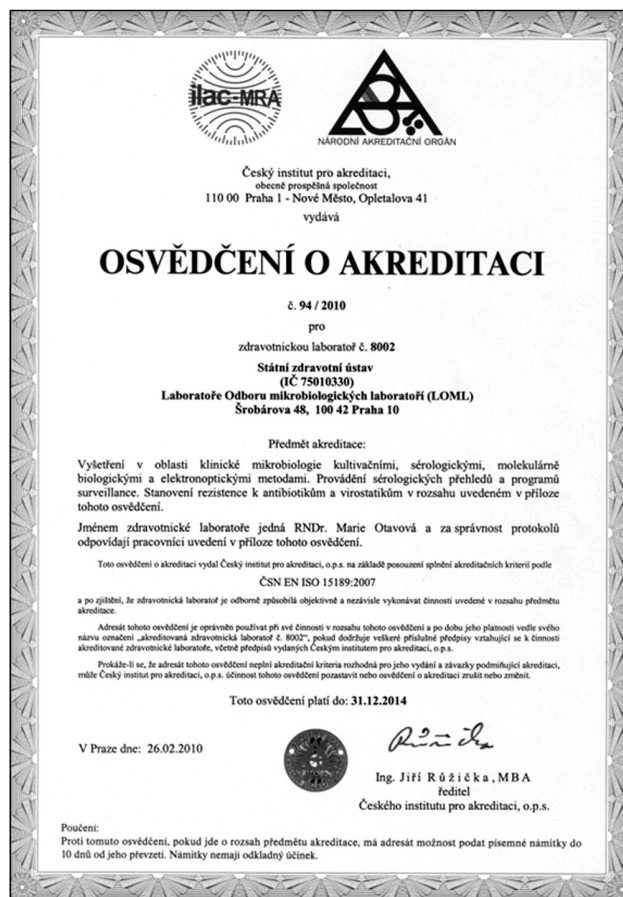 ilac-MRA
NÁRODNÍ AKREDITAČNÍ ORGÁN
Český institut pro akreditaci,
obecně prospěšná společnost
110 00 Praha 1 - Nové Město, Opletalova 41
vydává
OSVĚDČENÍ O AKREDITACI
č. 94 / 2010
pro
zdravotnickou laboratoř č. 8002
Státní zdravotní ústav
(IČ 75010330)
Laboratoře Odboru mikrobiologických laboratoří (LOML)
Šrobárova 48, 100 42 Praha 10
Předmět akreditace:
Vyšetření v oblasti klinické mikrobiologie kultivačními, sérologickými, molekulárně
biologickými a elektronoptickými metodami. Provádění sérologických přehledů a programů
surveillance. Stanovení rezistence k antibiotikům a virostatikům v rozsahu uvedeném v příloze
tohoto osvědčení.
Jménem zdravotnické laboratoře jedná RNDr. Marie Otavová a za správnost protokolů
odpovídají pracovníci uvedení v příloze tohoto osvědčení.
Toto osvědčení o akreditaci vydal Český institut pro akreditaci, o.p.s. na základě posouzení splnění akreditačních kriterií podle
ČSN EN ISO 15189:2007
a po zjištění, že zdravotnická laboratoř je odborně způsobilá objektivně a nezávisle vykonávat činnosti uvedené v rozsahu předmětu
akreditace.
Adresát tohoto osvědčení je oprávněn používat při své činnosti v rozsahu tohoto osvědčení a po dobu jeho platnosti vedle svého
názvu označení „akreditovaná zdravotnická laboratoř č. 8002", pokud dodržuje veškeré příslušné předpisy vztahující se k činnosti
akreditované zdravotnické laboratoře, včetně předpisů vydaných Českým institutem pro akreditaci, o.p.s.
Prokáže-li se, že adresát tohoto osvědčení neplní akreditační kriteria rozhodná pro jeho vydání a závazky podmiňující akreditaci,
může Český institut pro akreditaci, o.p.s. účinnost tohoto osvědčení pozastavit nebo osvědčení o akreditaci zrušit nebo změnit.
Toto osvědčení platí do: 31.12.2014
V Praze dne: 26.02.2010
Růžička
Ing. Jiří Růžička, MBA
ředitel
Českého institutu pro akreditaci, o.p.s.
Poučení:
Proti tomuto osvědčení, pokud jde o rozsah předmětu akreditace, má adresát možnost podat písemné námitky do
10 dnů od jeho převzetí. Námitky nemají odkladný účinek.